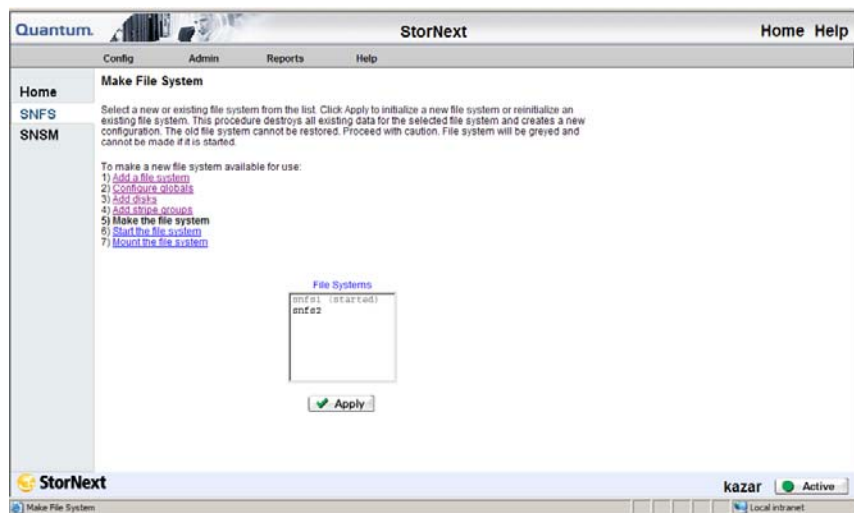 Quantum.
StorNext
Home Help
Config Admin Reports Help
Home
SNFS
SNSM
Make File System
Select a new or existing file system from the list. Click Apply to initialize a new file system or reinitialize an
existing file system. This procedure destroys all existing data for the selected file system and creates a new
configuration. The old file system cannot be restored. Proceed with caution. File system will be greyed and
cannot be made if it is started.
To make a new file system available for use:
1) Add a file system
2) Configure globals
3) Add disks
4) Add stripe groups
5) Make the file system
6) Start the file system
7) Mount the file system
File Systems
snfs1 (started)
snfs2
Apply
StorNext
kazar Active
Make File System
Local intranet